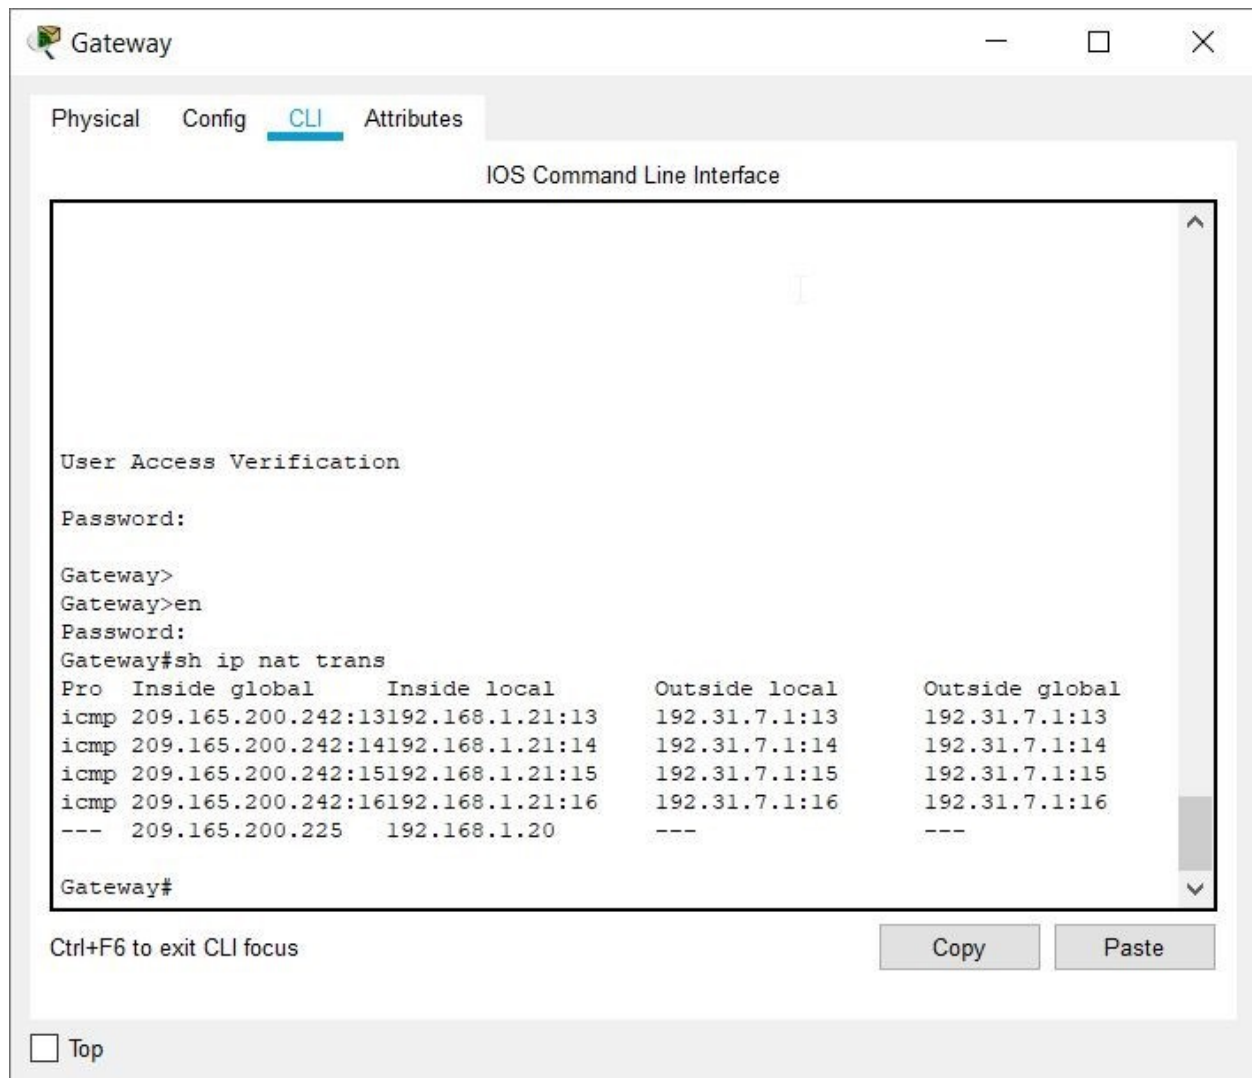 Gateway
Physical Config CLI Attributes
IOS Command Line Interface
User Access Verification
Password:
Gateway>
Gateway>en
Password:
Gateway#sh ip nat trans
Pro  Inside global     Inside local       Outside local      Outside global
icmp 209.165.200.242:13192.168.1.21:13    192.31.7.1:13      192.31.7.1:13
icmp 209.165.200.242:14192.168.1.21:14    192.31.7.1:14      192.31.7.1:14
icmp 209.165.200.242:15192.168.1.21:15    192.31.7.1:15      192.31.7.1:15
icmp 209.165.200.242:16192.168.1.21:16    192.31.7.1:16      192.31.7.1:16
---  209.165.200.225   192.168.1.20       ---                ---
Gateway#
Ctrl+F6 to exit CLI focus
Copy Paste
Top